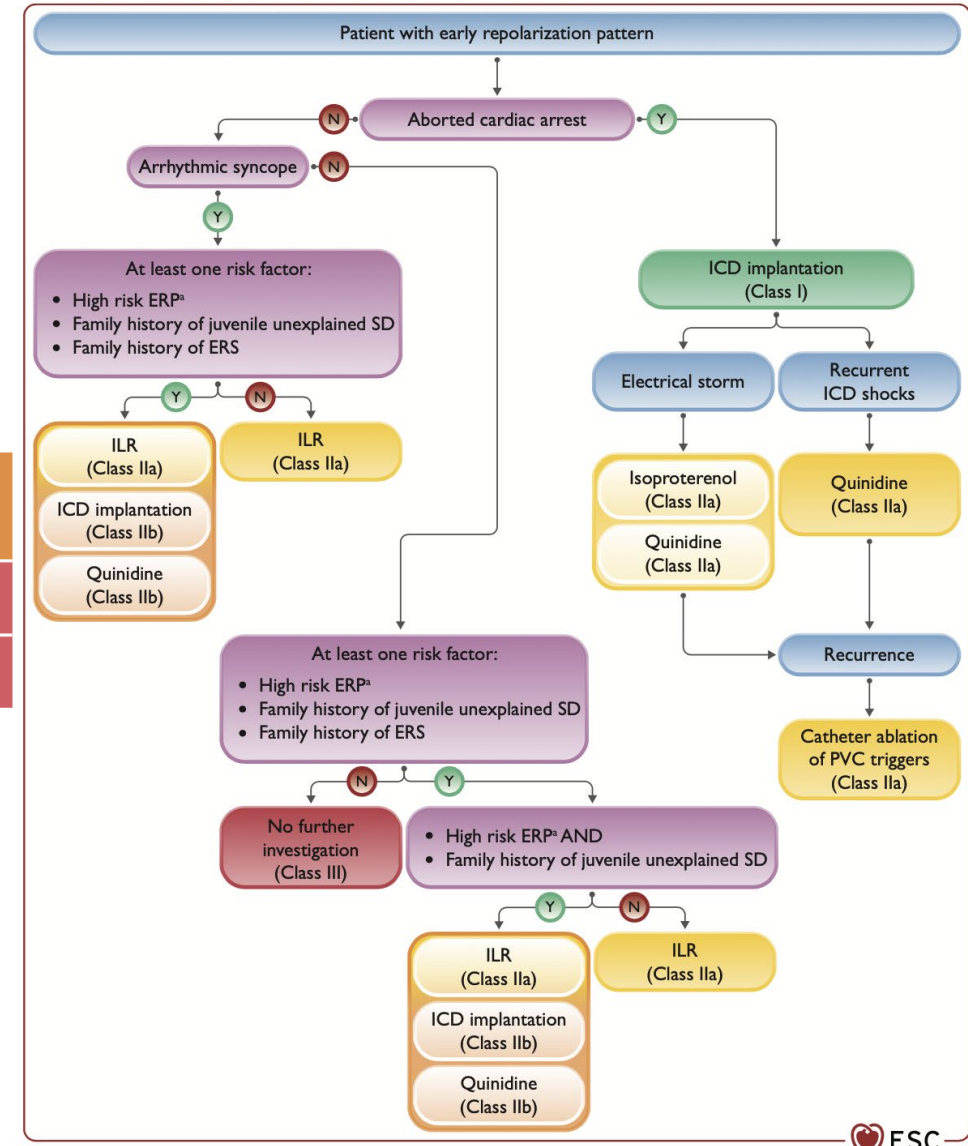 Patient with early repolarization pattern
Aborted cardiac arrest
N
Y
Arrhythmic syncope
N
Y
At least one risk factor:
• High risk ERPᵃ
• Family history of juvenile unexplained SD
• Family history of ERS
Y
N
ILR
(Class IIa)
ICD implantation
(Class IIb)
Quinidine
(Class IIb)
ILR
(Class IIa)
ICD implantation
(Class I)
Electrical storm
Recurrent
ICD shocks
Isoproterenol
(Class IIa)
Quinidine
(Class IIa)
Quinidine
(Class IIa)
Recurrence
Catheter ablation
of PVC triggers
(Class IIa)
At least one risk factor:
• High risk ERPᵃ
• Family history of juvenile unexplained SD
• Family history of ERS
N
Y
No further
investigation
(Class III)
• High risk ERPᵃ AND
• Family history of juvenile unexplained SD
Y
N
ILR
(Class IIa)
ICD implantation
(Class IIb)
Quinidine
(Class IIb)
ILR
(Class IIa)
ESC